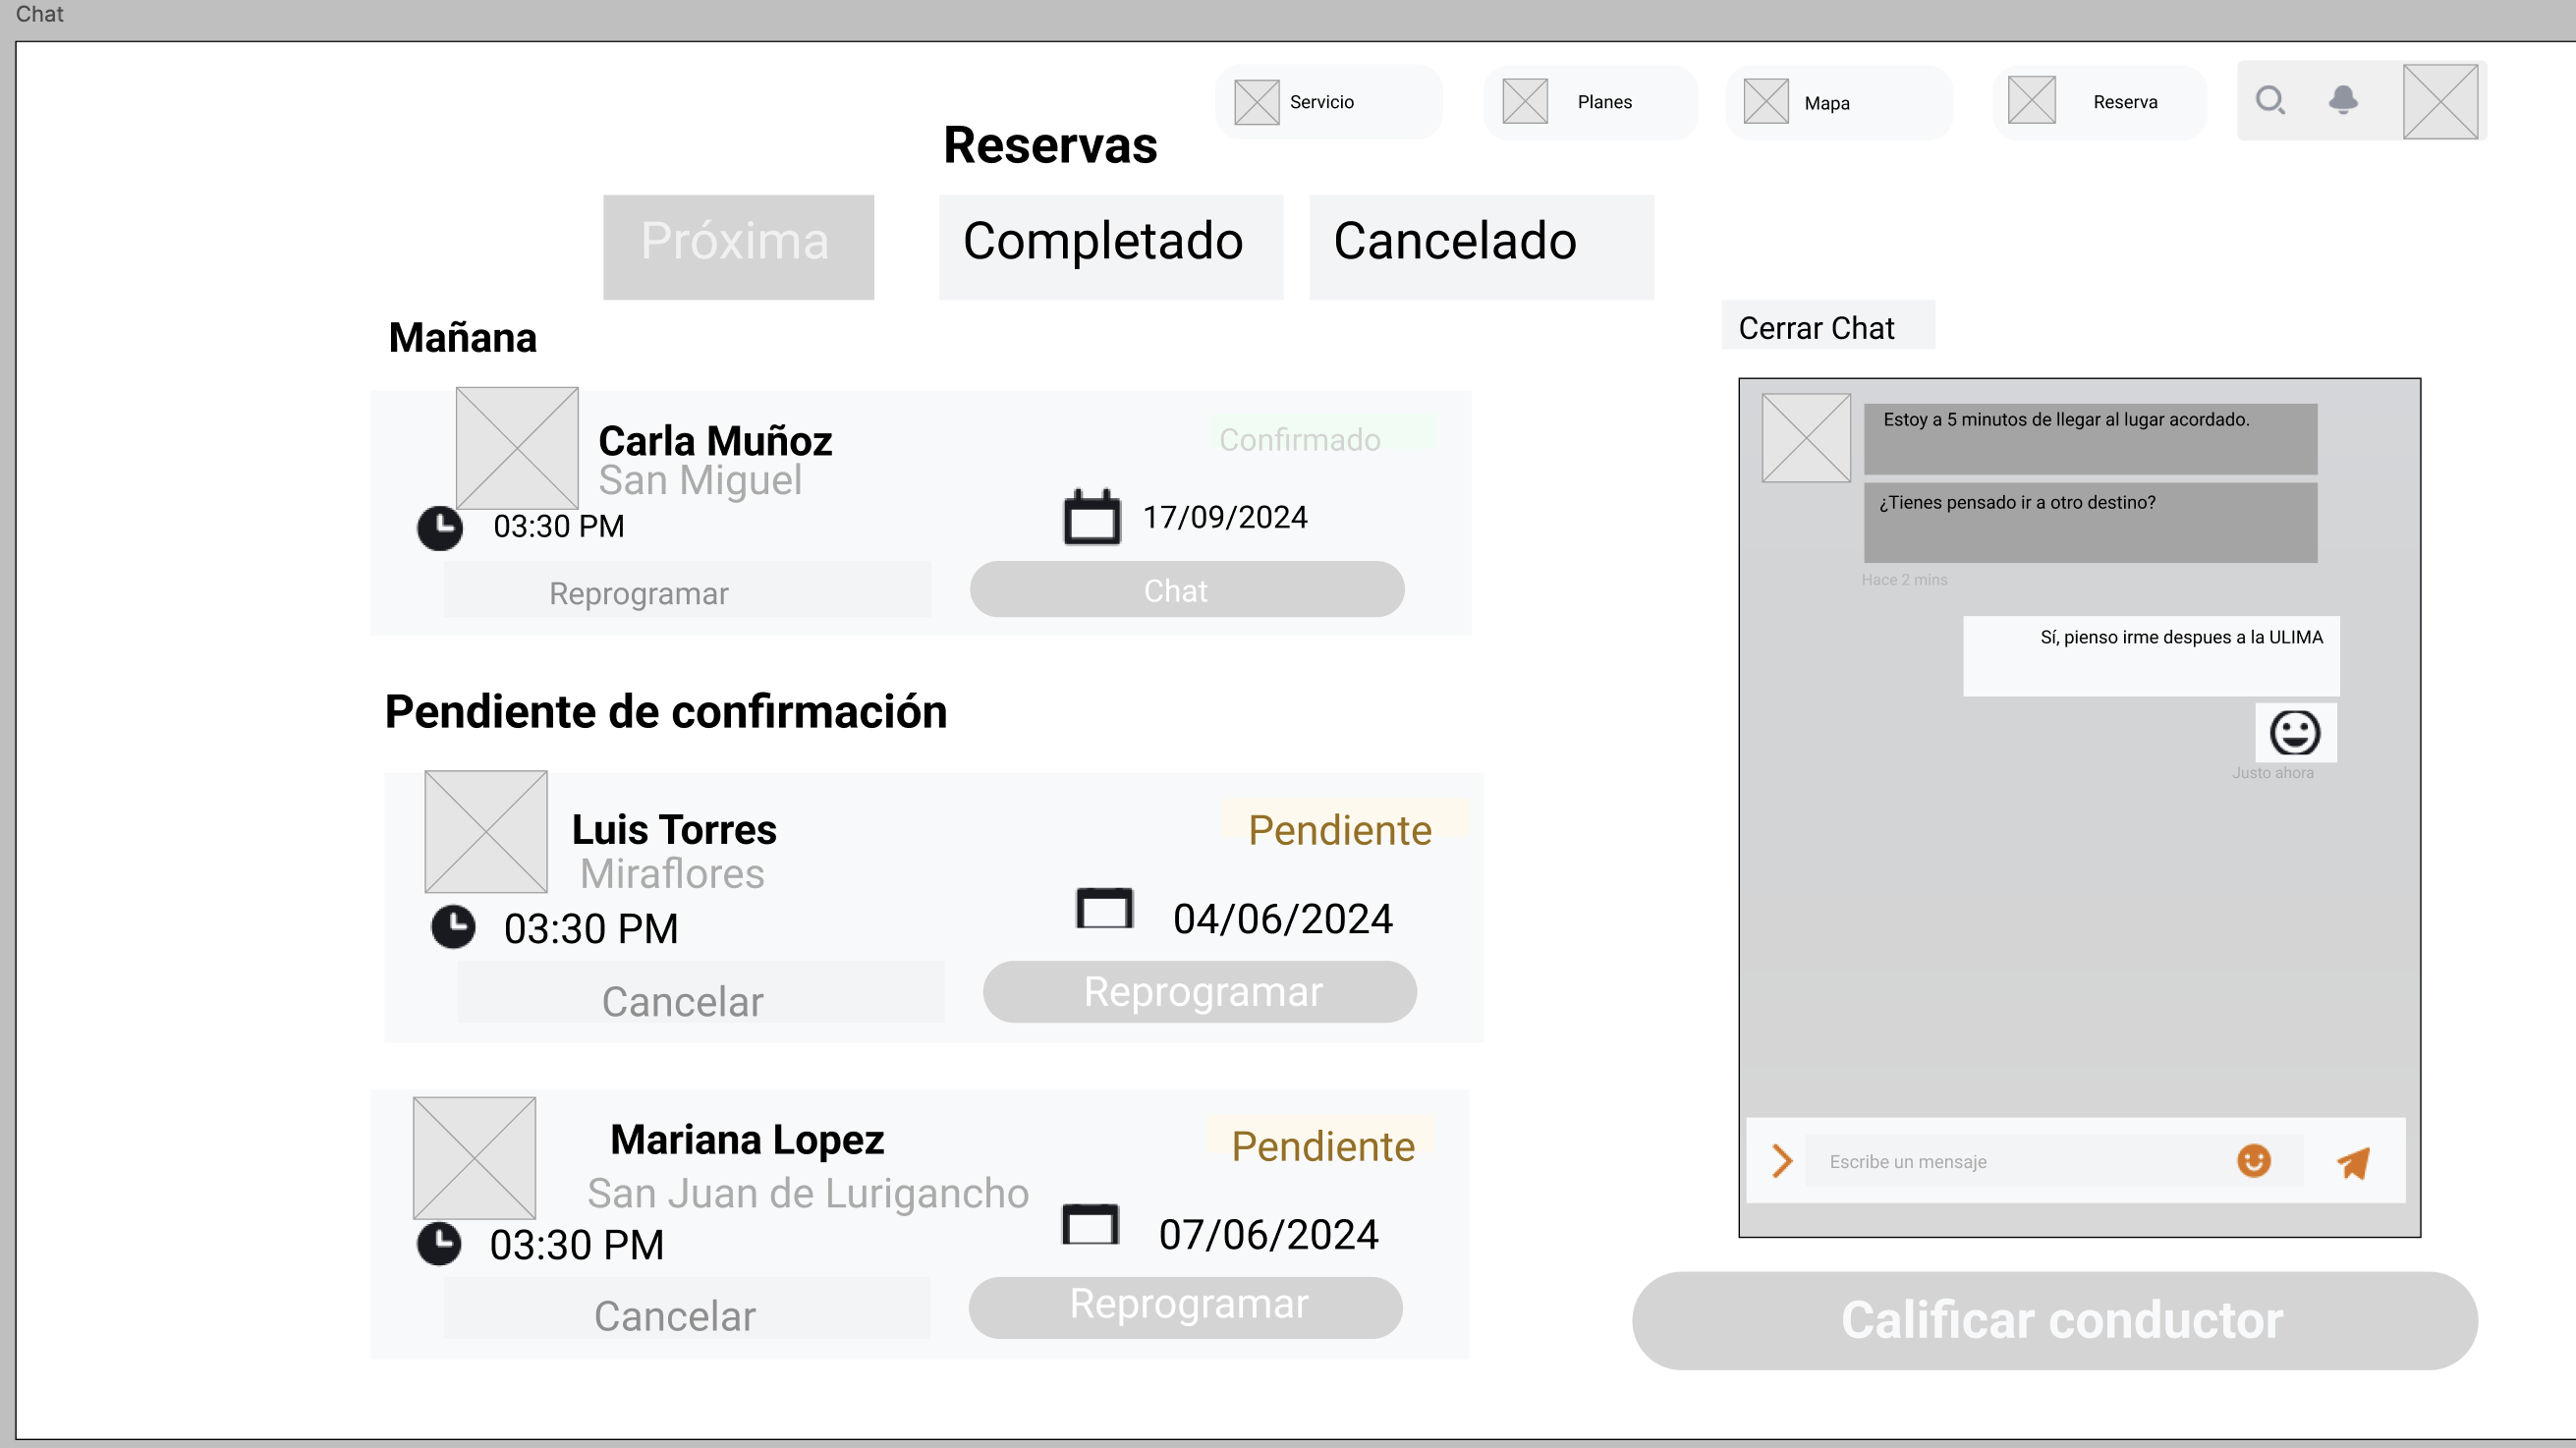 Chat
Servicio
Planes
Mapa
Reserva
Reservas
Próxima
Completado
Cancelado
Mañana
Carla Muñoz
San Miguel
Confirmado
03:30 PM
17/09/2024
Reprogramar
Chat
Pendiente de confirmación
Luis Torres
Miraflores
Pendiente
03:30 PM
04/06/2024
Cancelar
Reprogramar
Mariana Lopez
San Juan de Lurigancho
Pendiente
03:30 PM
07/06/2024
Cancelar
Reprogramar
Cerrar Chat
Estoy a 5 minutos de llegar al lugar acordado.
¿Tienes pensado ir a otro destino?
Hace 2 mins
Sí, pienso irme despues a la ULIMA
Justo ahora
Escribe un mensaje
Calificar conductor